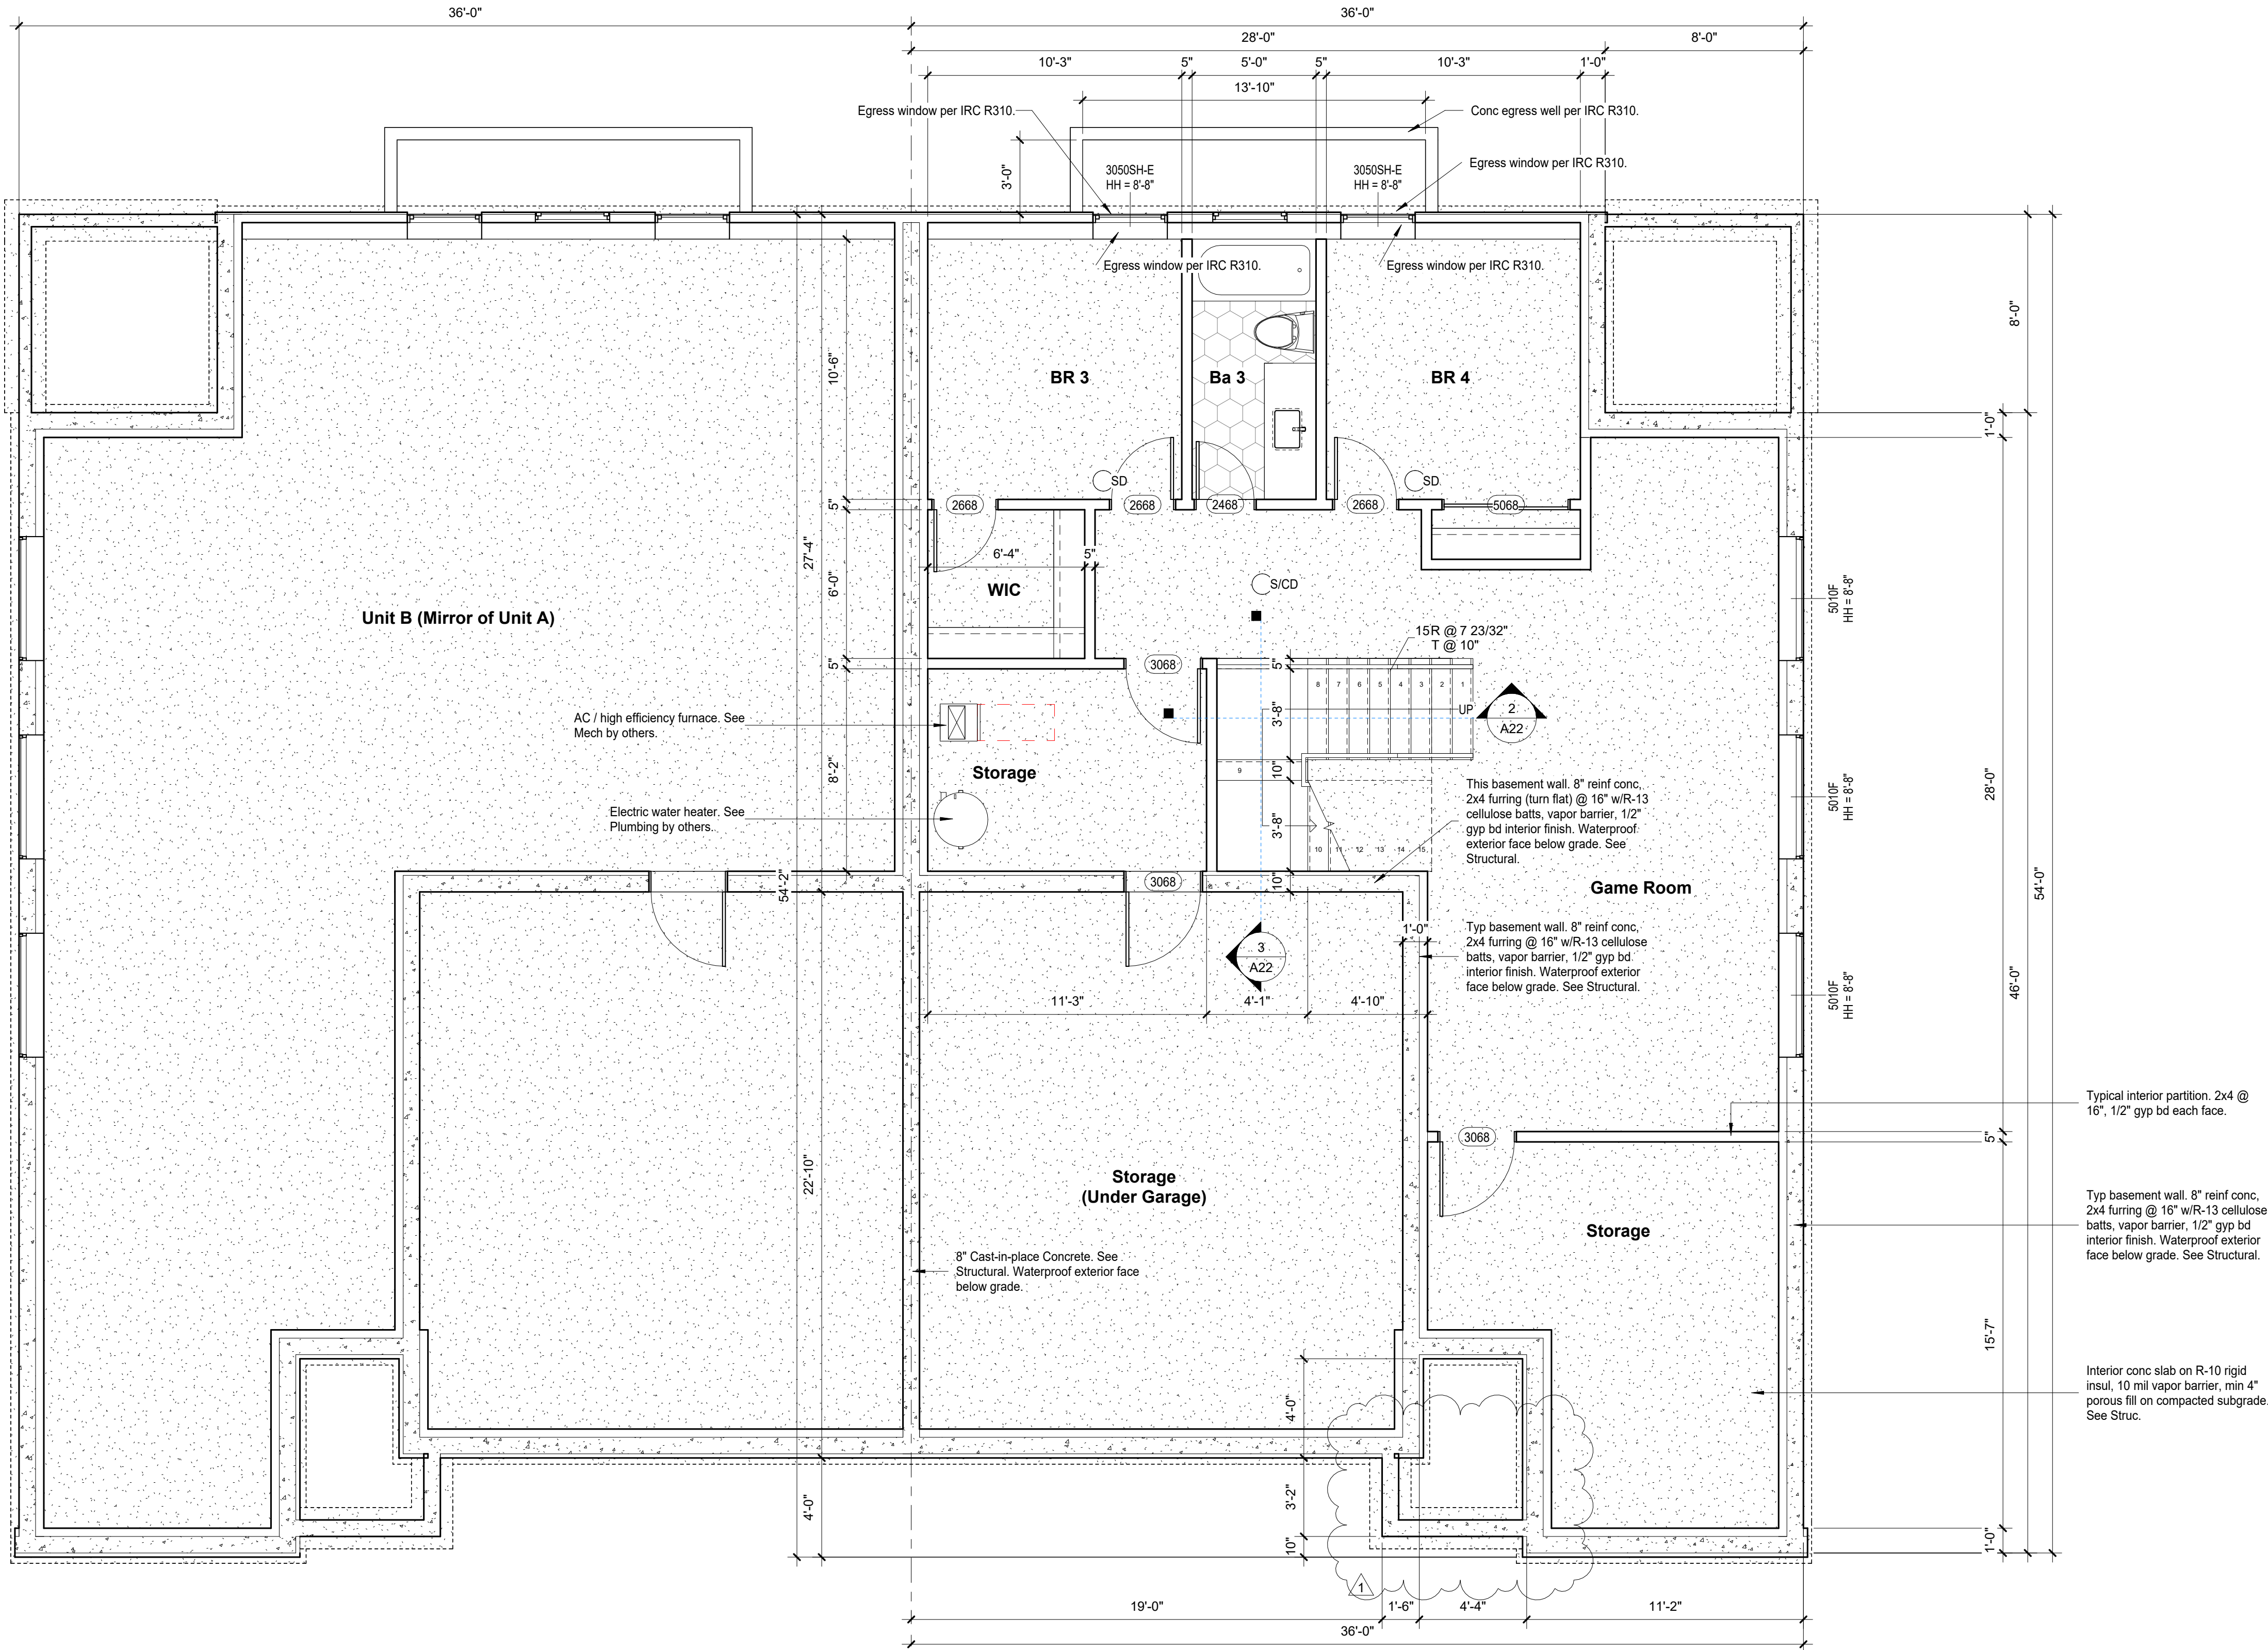 36'-0"
36'-0"
28'-0"
8'-0"
10'-3"
5"
5'-0"
5"
10'-3"
1'-0"
13'-10"
Egress window per IRC R310.
Conc egress well per IRC R310.
3'-0"
3050SH-E
HH = 8'-8"
3050SH-E
HH = 8'-8"
Egress window per IRC R310.
Egress window per IRC R310.
Egress window per IRC R310.
8'-0"
10'-6"
BR 3
Ba 3
BR 4
1'-0"
SD
SD
5"
2668
2668
2468
2668
5068
27'-4"
6'-4"
5"
6'-0"
WIC
S/CD
5010F
HH = 8'-8"
Unit B (Mirror of Unit A)
15R @ 7 23/32"
T @ 10"
5"
3068
5"
8
7
6
5
4
3
2
1
UP
3'-8"
2
A22
AC / high efficiency furnace. See
Mech by others.
Storage
8'-2"
10"
9
28'-0"
5010F
HH = 8'-8"
This basement wall. 8" reinf conc,
2x4 furring (turn flat) @ 16" w/R-13
cellulose batts, vapor barrier, 1/2"
gyp bd interior finish. Waterproof
exterior face below grade. See
Structural.
Electric water heater. See
Plumbing by others.
3'-8"
10
11
12
13
14
15
54'-2"
3068
10"
Game Room
54'-0"
1'-0"
Typ basement wall. 8" reinf conc,
2x4 furring @ 16" w/R-13 cellulose
batts, vapor barrier, 1/2" gyp bd
interior finish. Waterproof exterior
face below grade. See Structural.
3
A22
46'-0"
5010F
HH = 8'-8"
11'-3"
4'-1"
4'-10"
Typical interior partition. 2x4 @
16", 1/2" gyp bd each face.
3068
5"
22'-10"
Storage
(Under Garage)
Storage
Typ basement wall. 8" reinf conc,
2x4 furring @ 16" w/R-13 cellulose
batts, vapor barrier, 1/2" gyp bd
interior finish. Waterproof exterior
face below grade. See Structural.
8" Cast-in-place Concrete. See
Structural. Waterproof exterior face
below grade.
15'-7"
Interior conc slab on R-10 rigid
insul, 10 mil vapor barrier, min 4"
porous fill on compacted subgrade.
See Struc.
4'-0"
4'-0"
3'-2"
10"
1'-0"
1
19'-0"
1'-6"
4'-4"
11'-2"
36'-0"